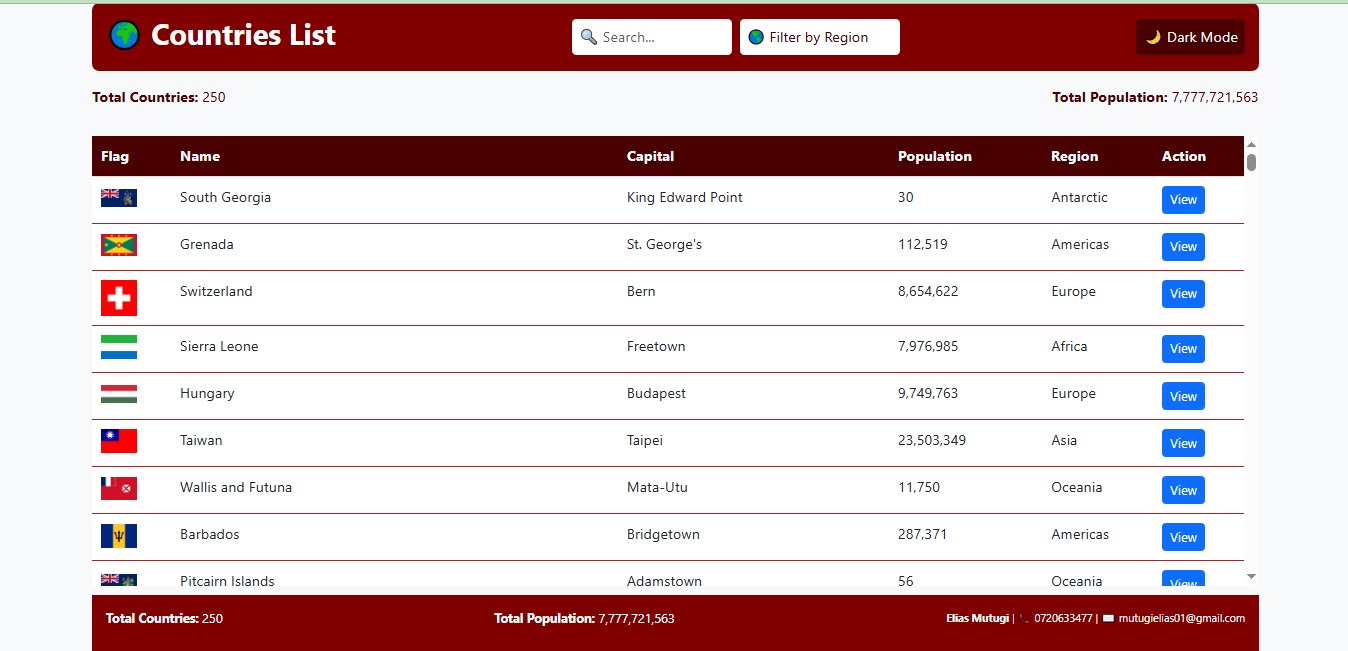 🌍 Countries List 🔍 Search... 🌍 Filter by Region 🌙 Dark Mode
Total Countries: 250 Total Population: 7,777,721,563
Flag Name Capital Population Region Action
South Georgia King Edward Point 30 Antarctic View
Grenada St. George's 112,519 Americas View
Switzerland Bern 8,654,622 Europe View
Sierra Leone Freetown 7,976,985 Africa View
Hungary Budapest 9,749,763 Europe View
Taiwan Taipei 23,503,349 Asia View
Wallis and Futuna Mata-Utu 11,750 Oceania View
Barbados Bridgetown 287,371 Americas View
Pitcairn Islands Adamstown 56 Oceania View
Total Countries: 250 Total Population: 7,777,721,563 Elias Mutugi | 📞 0720633477 | ✉️ mutugielias01@gmail.com